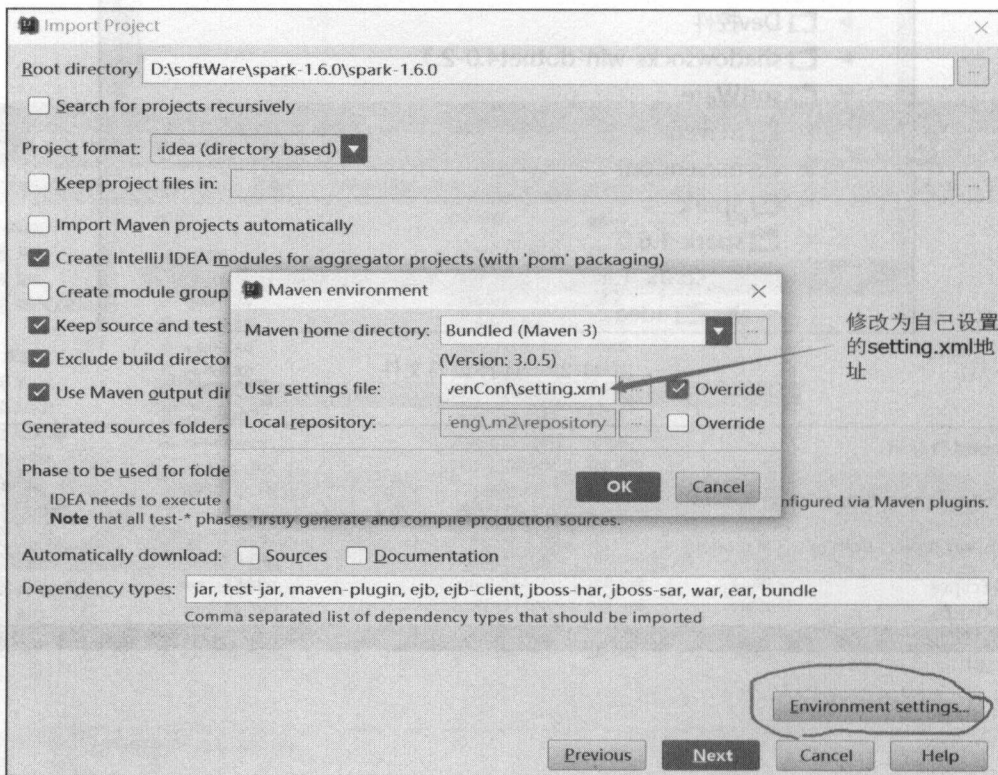 Import Project
Root directory D:\softWare\spark-1.6.0\spark-1.6.0 ...
Search for projects recursively
Project format: .idea (directory based)
Keep project files in: ...
Import Maven projects automatically
Create IntelliJ IDEA modules for aggregator projects (with 'pom' packaging)
Create module group
Keep source and test
Exclude build director
Use Maven output dir
Generated sources folders
Phase to be used for folde
IDEA needs to execute
nfigured via Maven plugins.
Note that all test-* phases firstly generate and compile production sources.
Maven environment
Maven home directory: Bundled (Maven 3) ...
(Version: 3.0.5)
User settings file: venConf\setting.xml ... Override
Local repository: eng\.m2\repository ... Override
OK Cancel
修改为自己设置
的setting.xml地
址
Automatically download: Sources Documentation
Dependency types: jar, test-jar, maven-plugin, ejb, ejb-client, jboss-har, jboss-sar, war, ear, bundle
Comma separated list of dependency types that should be imported
Environment settings...
Previous Next Cancel Help